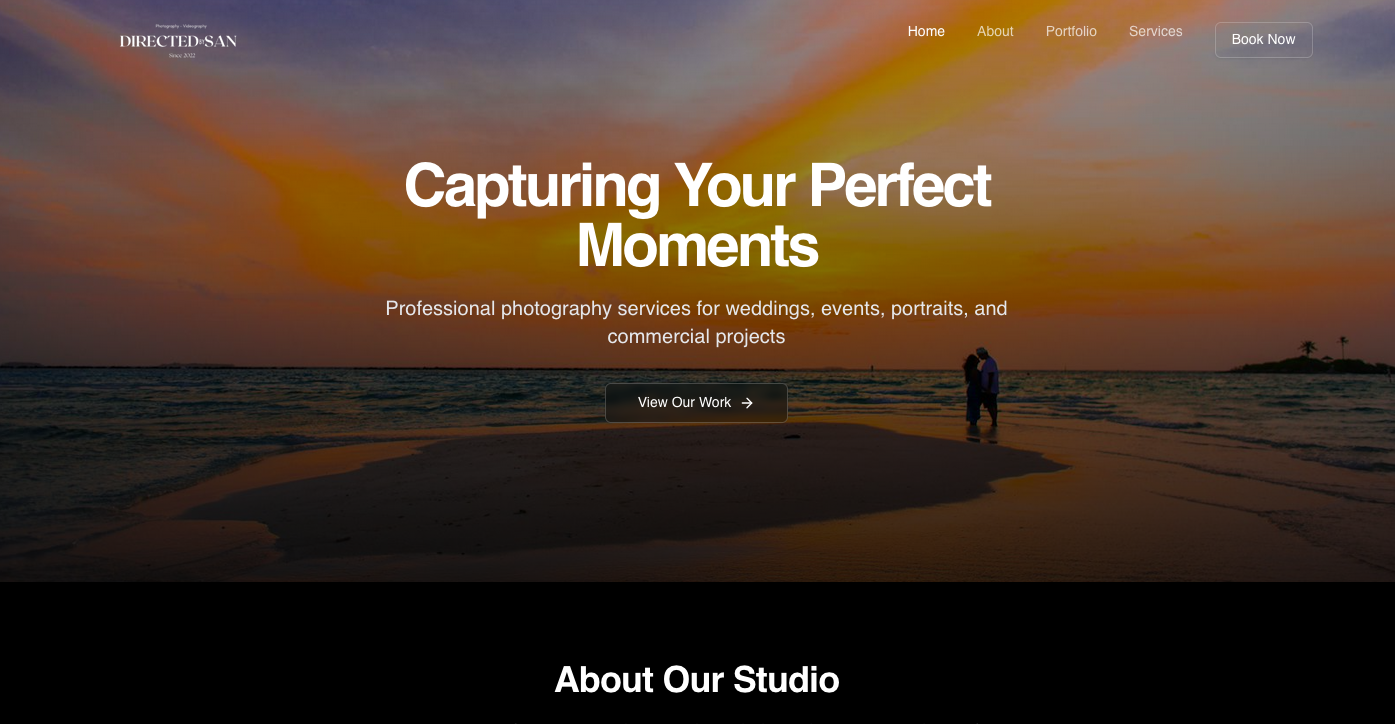 Photography - Videography
DIRECTED BY SAN
Since 2022
Home
About
Portfolio
Services
Book Now
Capturing Your Perfect
Moments
Professional photography services for weddings, events, portraits, and
commercial projects
View Our Work
About Our Studio